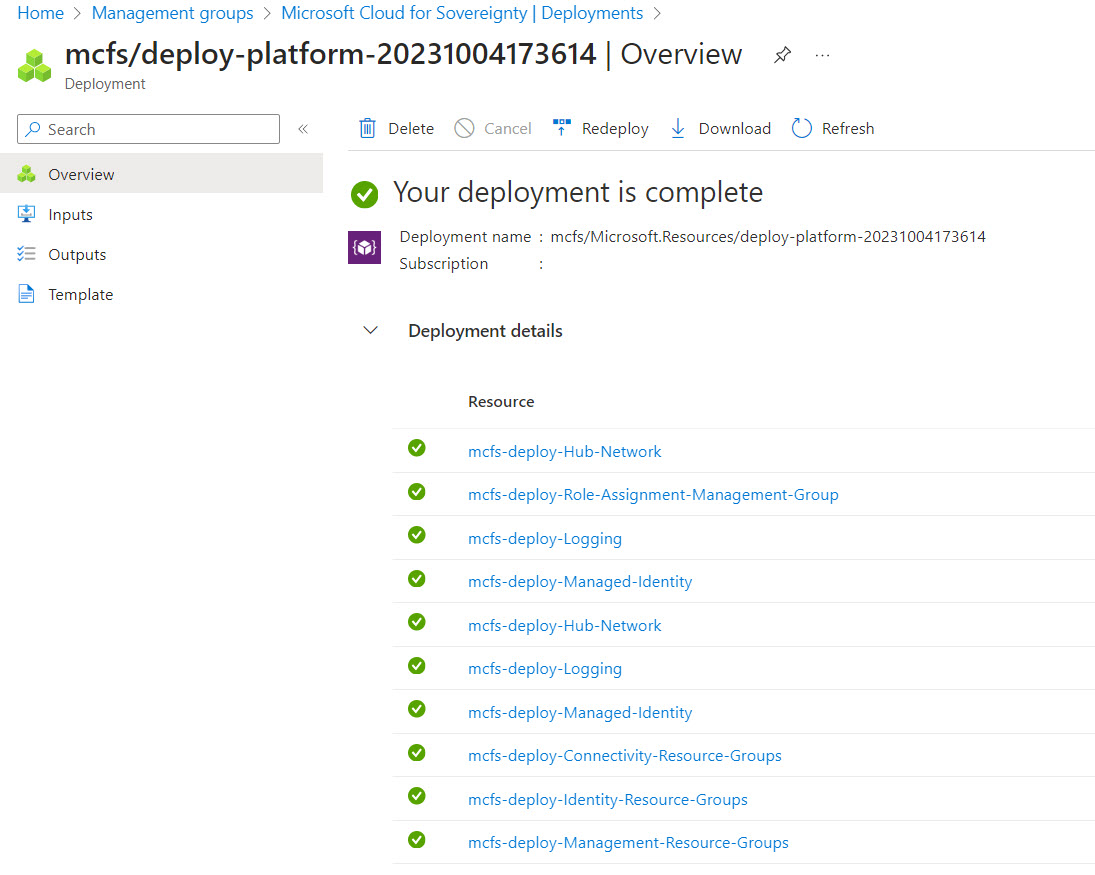 Home > Management groups > Microsoft Cloud for Sovereignty | Deployments >
mcfs/deploy-platform-20231004173614 | Overview ...
Deployment
Search «
Delete Cancel Redeploy Download Refresh
Overview
Inputs
Outputs
Template
Your deployment is complete
Deployment name : mcfs/Microsoft.Resources/deploy-platform-20231004173614
Subscription :
Deployment details
Resource
mcfs-deploy-Hub-Network
mcfs-deploy-Role-Assignment-Management-Group
mcfs-deploy-Logging
mcfs-deploy-Managed-Identity
mcfs-deploy-Hub-Network
mcfs-deploy-Logging
mcfs-deploy-Managed-Identity
mcfs-deploy-Connectivity-Resource-Groups
mcfs-deploy-Identity-Resource-Groups
mcfs-deploy-Management-Resource-Groups